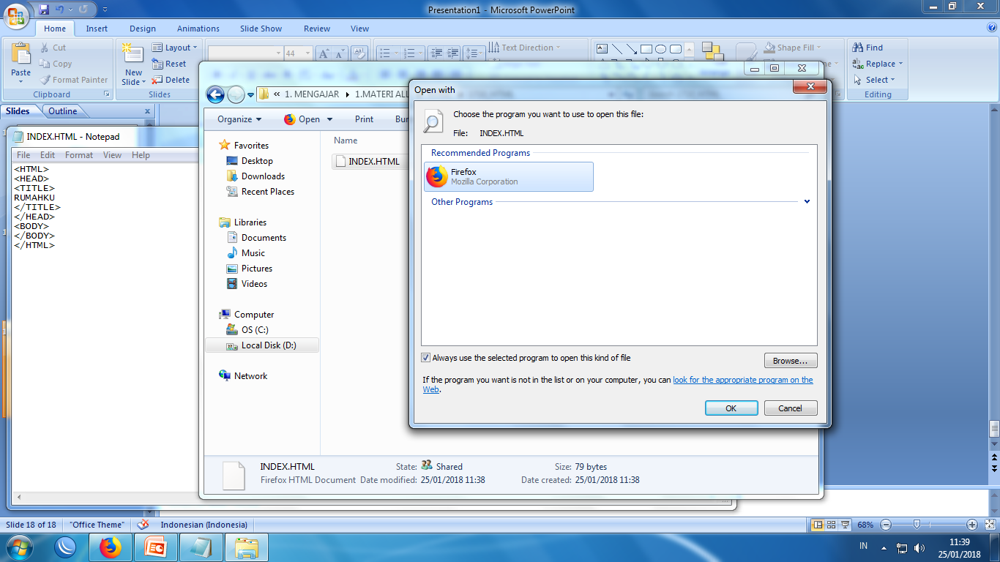 Presentation1 - Microsoft PowerPoint
Home Insert Design Animations Slide Show Review View
Cut
Copy
Format Painter
Paste
Clipboard
New
Slide
Layout
Reset
Delete
Slides
44
Text Direction
Shape Fill
Find
Replace
Select
Editing
Slides Outline
INDEX.HTML - Notepad
File Edit Format View Help
<HTML>
<HEAD>
<TITLE>
RUMAHKU
</TITLE>
</HEAD>
<BODY>
</BODY>
</HTML>
« 1. MENGAJAR 1.MATERI ALL
Organize Open Print Bur
Favorites
Desktop
Downloads
Recent Places
Libraries
Documents
Music
Pictures
Videos
Computer
OS (C:)
Local Disk (D:)
Network
Name
INDEX.HTML
Open with
Choose the program you want to use to open this file:
File: INDEX.HTML
Recommended Programs
Firefox
Mozilla Corporation
Other Programs
Always use the selected program to open this kind of file
Browse...
If the program you want is not in the list or on your computer, you can look for the appropriate program on the
Web.
OK Cancel
INDEX.HTML State: Shared Size: 79 bytes
Firefox HTML Document Date modified: 25/01/2018 11:38 Date created: 25/01/2018 11:38
Slide 18 of 18 "Office Theme" Indonesian (Indonesia) 68%
IN
11:39
25/01/2018